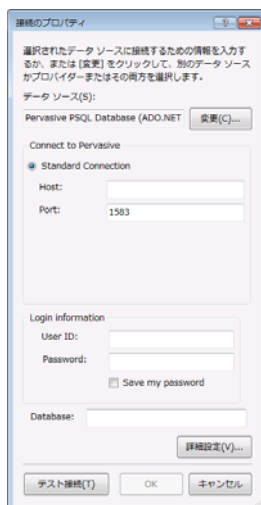 接続のプロパティ
選択されたデータ ソースに接続するための情報を入力す
るか、または [変更] をクリックして、別のデータ ソース
かプロバイダーまたはその両方を選択します。
データ ソース(S):
Pervasive PSQL Database (ADO.NET
変更(C)...
Connect to Pervasive
Standard Connection
Host:
Port: 1583
Login information
User ID:
Password:
Save my password
Database:
詳細設定(V)...
テスト接続(T) OK キャンセル